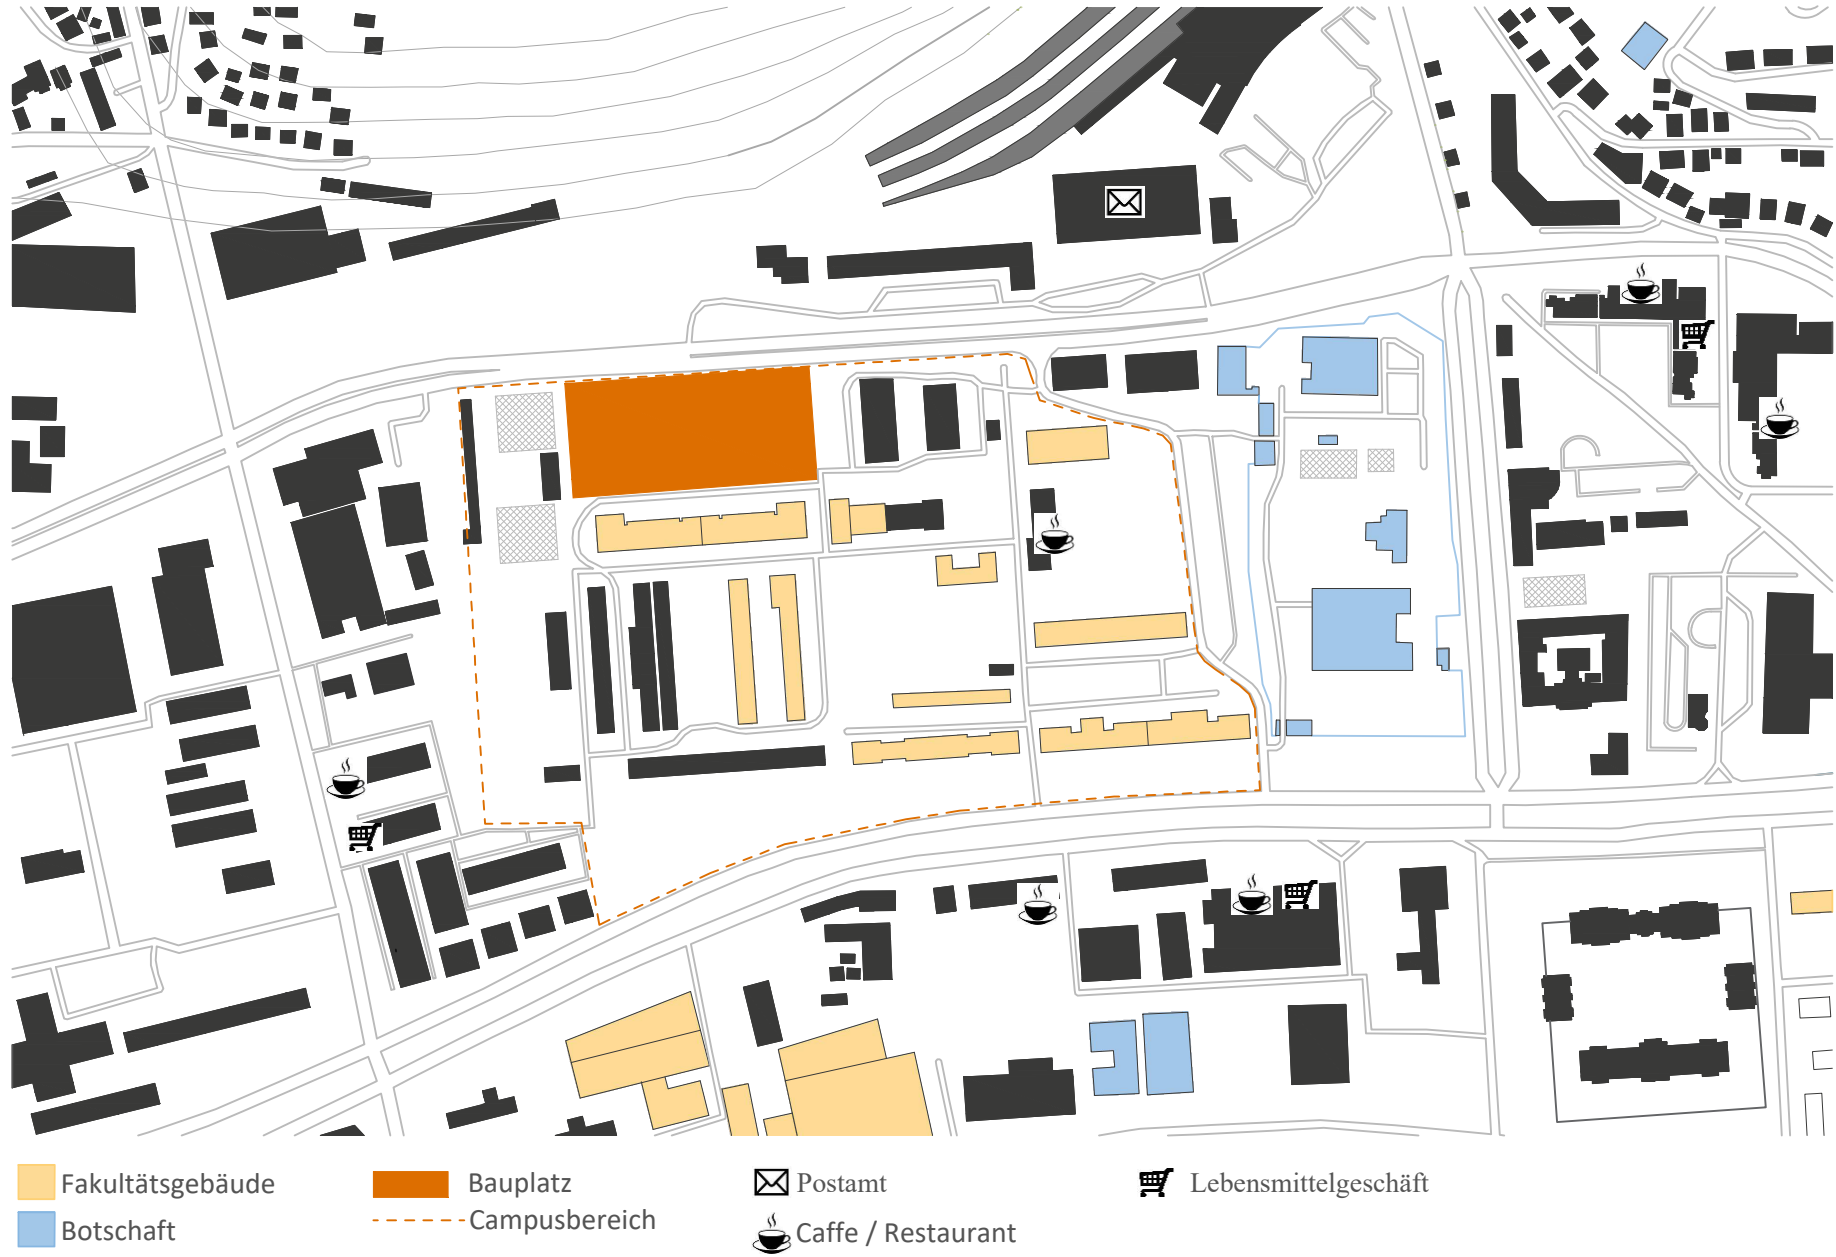 Fakultätsgebäude
Botschaft
Bauplatz
Campusbereich
Postamt
Caffe / Restaurant
Lebensmittelgeschäft